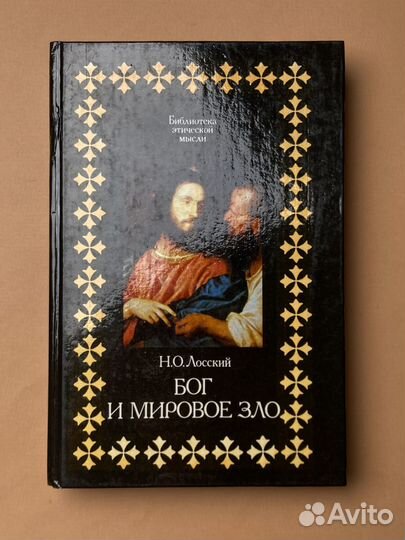 Библиотека
этической
мысли
Н.О.Лосский
БОГ
И МИРОВОЕ ЗЛО
Avito